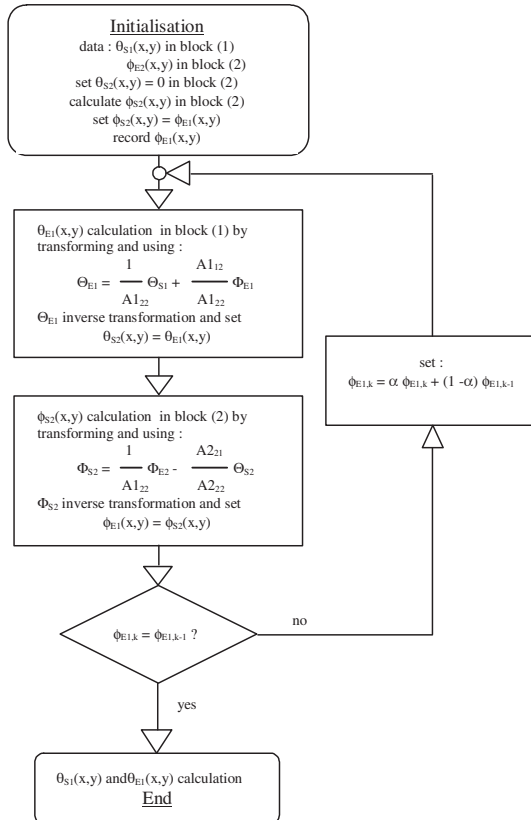 Initialisation
data : θS1(x,y) in block (1)
ϕE2(x,y) in block (2)
set θS2(x,y) = 0 in block (2)
calculate ϕS2(x,y) in block (2)
set ϕS2(x,y) = ϕE1(x,y)
record ϕE1(x,y)
θE1(x,y) calculation in block (1) by
transforming and using :
1 A112
ΘE1 = ΘS1 + ΦE1
A122 A122
ΘE1 inverse transformation and set
θS2(x,y) = θE1(x,y)
set :
ϕE1,k = α ϕE1,k + (1 -α) ϕE1,k-1
ϕS2(x,y) calculation in block (2) by
transforming and using :
1 A221
ΦS2 = ΦE2 - ΘS2
A122 A222
ΦS2 inverse transformation and set
ϕE1(x,y) = ϕS2(x,y)
ϕE1,k = ϕE1,k-1 ?
no
yes
θS1(x,y) andθE1(x,y) calculation
End